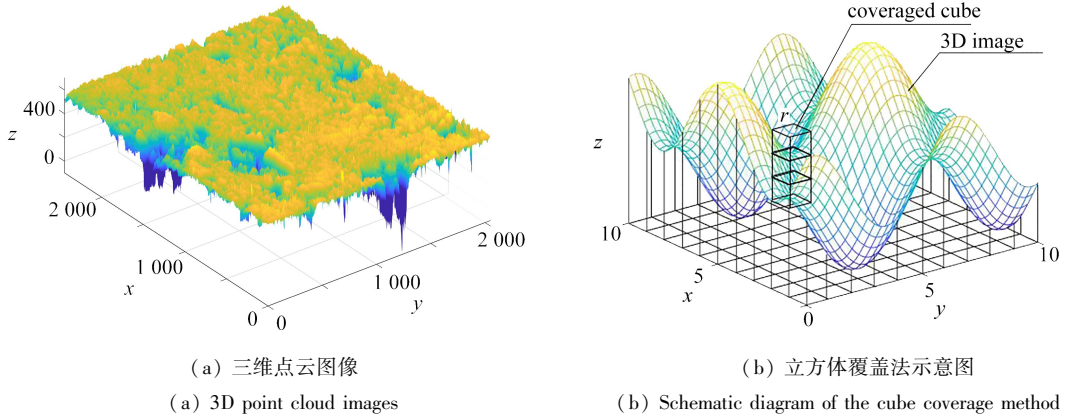 coveraged cube
3D image
400
z
0
2 000
1 000
x
0
0
1 000
y
2 000
r
z
10
5
x
0
5
y
10
(a) 三维点云图像
(b) 立方体覆盖法示意图
(a) 3D point cloud images
(b) Schematic diagram of the cube coverage method